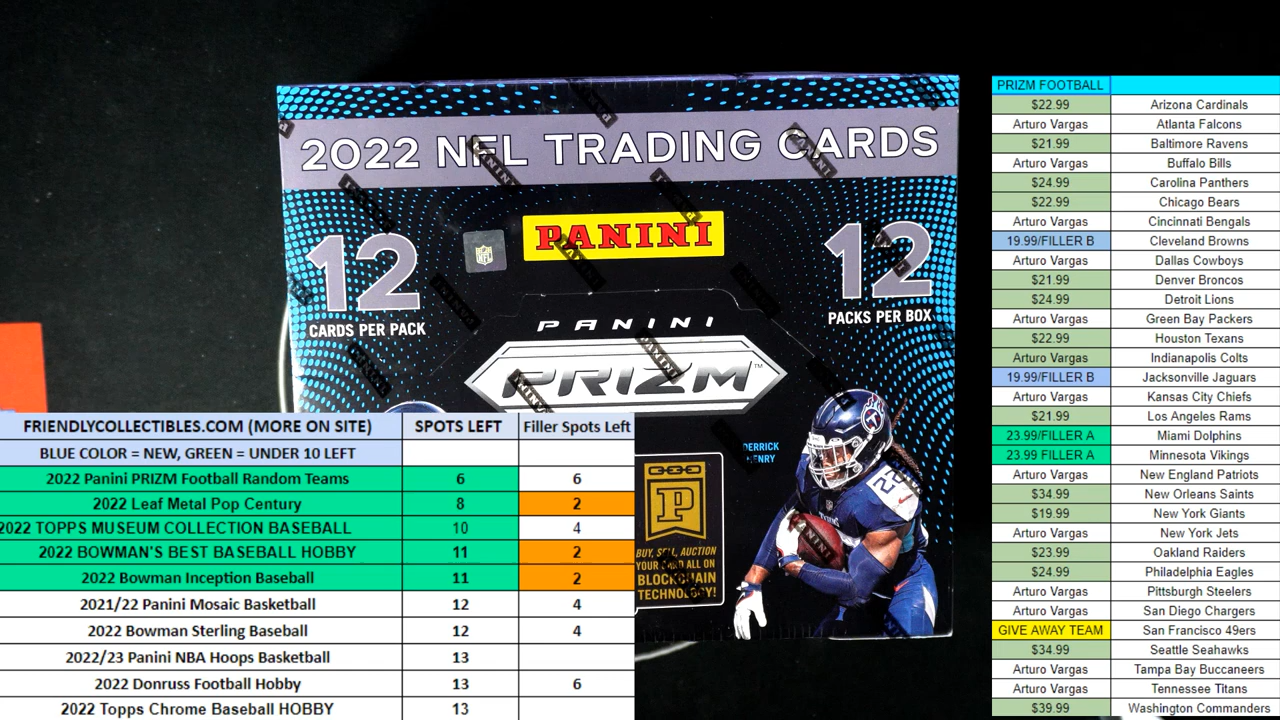 2022 NFL TRADING CARDS
PANINI
12
CARDS PER PACK
12
PACKS PER BOX
PANINI
PRIZM™
DERRICK
HENRY
P
BUY, SELL, AUCTION
YOUR CARD ALL ON
BLOCKCHAIN
TECHNOLOGY!
FRIENDLYCOLLECTIBLES.COM (MORE ON SITE) SPOTS LEFT Filler Spots Left
BLUE COLOR = NEW, GREEN = UNDER 10 LEFT
2022 Panini PRIZM Football Random Teams 6 6
2022 Leaf Metal Pop Century 8 2
2022 TOPPS MUSEUM COLLECTION BASEBALL 10 4
2022 BOWMAN'S BEST BASEBALL HOBBY 11 2
2022 Bowman Inception Baseball 11 2
2021/22 Panini Mosaic Basketball 12 4
2022 Bowman Sterling Baseball 12 4
2022/23 Panini NBA Hoops Basketball 13
2022 Donruss Football Hobby 13 6
2022 Topps Chrome Baseball HOBBY 13
PRIZM FOOTBALL
$22.99 Arizona Cardinals
Arturo Vargas Atlanta Falcons
$21.99 Baltimore Ravens
Arturo Vargas Buffalo Bills
$24.99 Carolina Panthers
$22.99 Chicago Bears
Arturo Vargas Cincinnati Bengals
19.99/FILLER B Cleveland Browns
Arturo Vargas Dallas Cowboys
$21.99 Denver Broncos
$24.99 Detroit Lions
Arturo Vargas Green Bay Packers
$22.99 Houston Texans
Arturo Vargas Indianapolis Colts
19.99/FILLER B Jacksonville Jaguars
Arturo Vargas Kansas City Chiefs
$21.99 Los Angeles Rams
23.99/FILLER A Miami Dolphins
23.99 FILLER A Minnesota Vikings
Arturo Vargas New England Patriots
$34.99 New Orleans Saints
$19.99 New York Giants
Arturo Vargas New York Jets
$23.99 Oakland Raiders
$24.99 Philadelphia Eagles
Arturo Vargas Pittsburgh Steelers
Arturo Vargas San Diego Chargers
GIVE AWAY TEAM San Francisco 49ers
$34.99 Seattle Seahawks
Arturo Vargas Tampa Bay Buccaneers
Arturo Vargas Tennessee Titans
$39.99 Washington Commanders